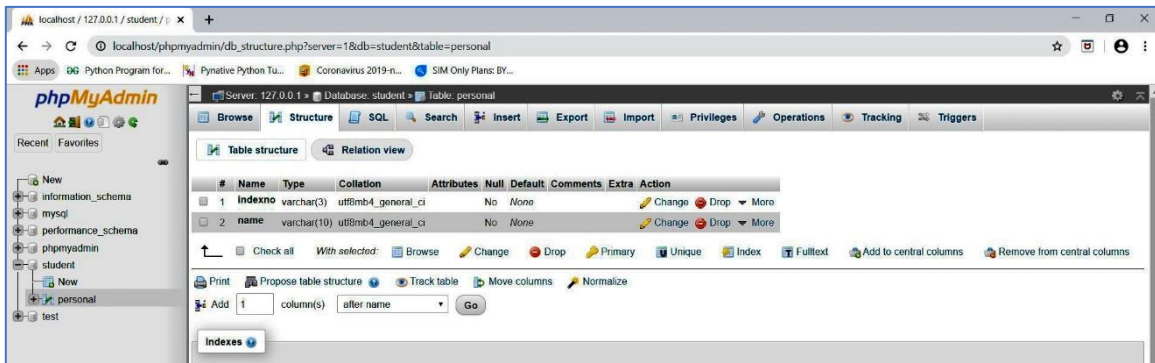 localhost / 127.0.0.1 / student / p
localhost/phpmyadmin/db_structure.php?server=1&db=student&table=personal
Apps Python Program for... Pynative Python Tu... Coronavirus 2019-n... SIM Only Plans: BY...
phpMyAdmin
Recent Favorites
New
information_schema
mysql
performance_schema
phpmyadmin
student
New
personal
test
Server: 127.0.0.1 » Database: student » Table: personal
Browse Structure SQL Search Insert Export Import Privileges Operations Tracking Triggers
Table structure Relation view
# Name Type Collation Attributes Null Default Comments Extra Action
1 indexno varchar(3) utf8mb4_general_ci No None Change Drop More
2 name varchar(10) utf8mb4_general_ci No None Change Drop More
Check all With selected: Browse Change Drop Primary Unique Index Fulltext Add to central columns Remove from central columns
Print Propose table structure Track table Move columns Normalize
Add 1 column(s) after name Go
Indexes